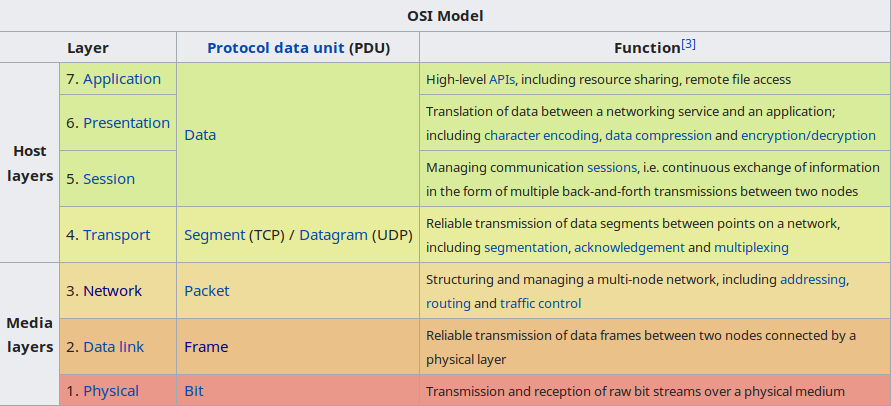 OSI Model
Layer Protocol data unit (PDU) Function[3]
Host
layers
7. Application
Data
High-level APIs, including resource sharing, remote file access
6. Presentation
Translation of data between a networking service and an application;
including character encoding, data compression and encryption/decryption
5. Session
Managing communication sessions, i.e. continuous exchange of information
in the form of multiple back-and-forth transmissions between two nodes
4. Transport
Segment (TCP) / Datagram (UDP)
Reliable transmission of data segments between points on a network,
including segmentation, acknowledgement and multiplexing
Media
layers
3. Network
Packet
Structuring and managing a multi-node network, including addressing,
routing and traffic control
2. Data link
Frame
Reliable transmission of data frames between two nodes connected by a
physical layer
1. Physical
Bit
Transmission and reception of raw bit streams over a physical medium